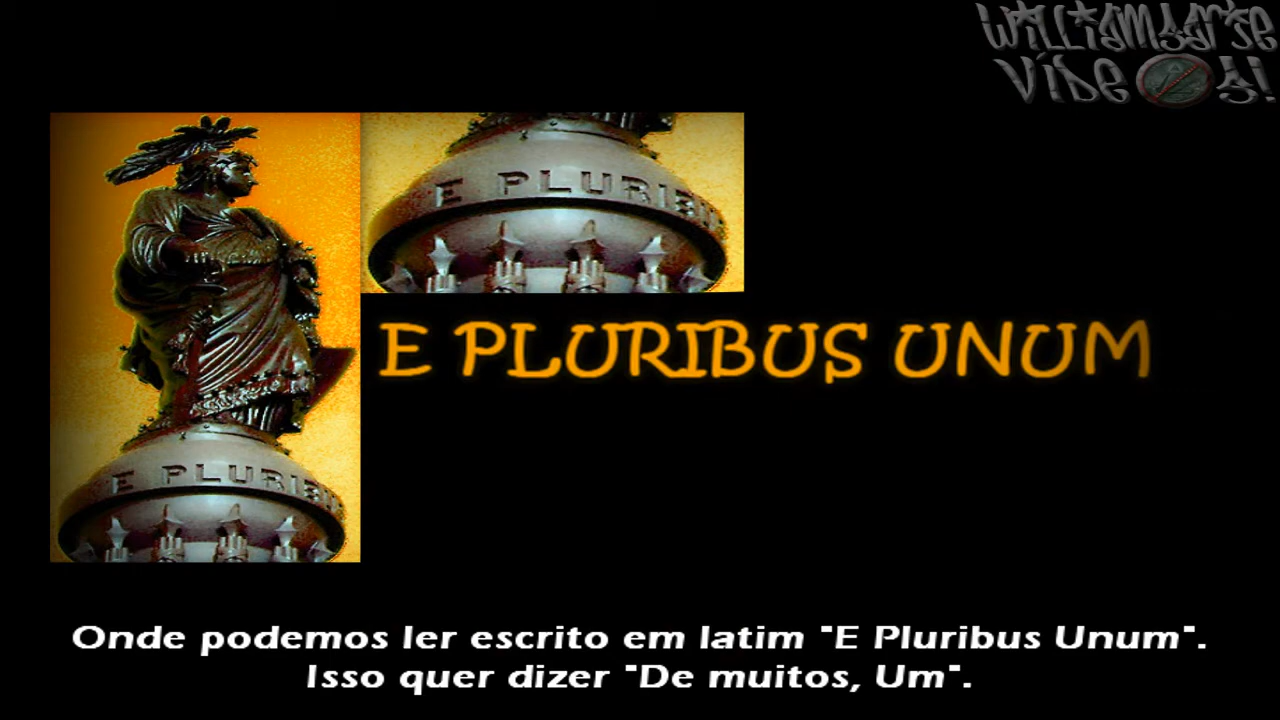 WILLIAMSARJE
VIDEOS!
E PLURIBU
E PLURIBUS UNUM
E PLURIBU
Onde podemos ler escrito em latim "E Pluribus Unum".
Isso quer dizer "De muitos, Um".